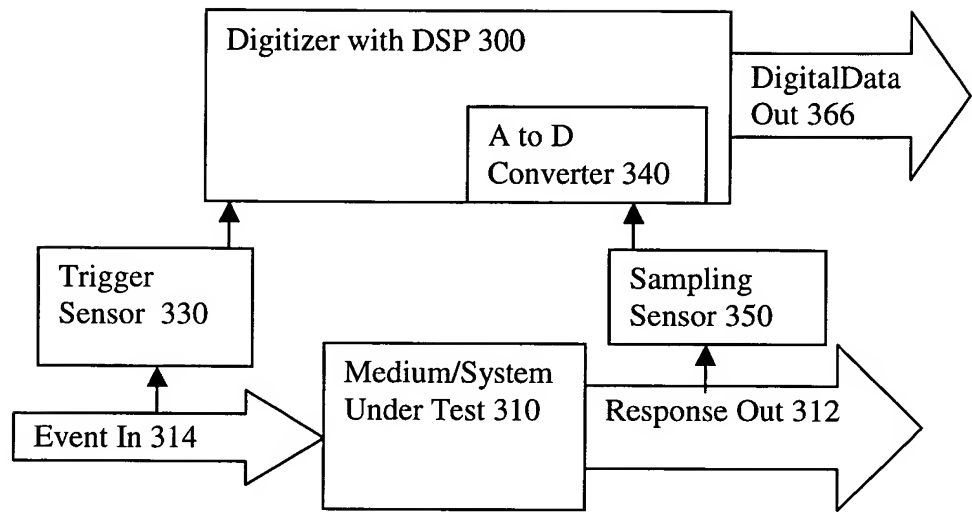 Digitizer with DSP 300
DigitalData
Out 366
A to D
Converter 340
Trigger
Sensor 330
Sampling
Sensor 350
Medium/System
Under Test 310
Response Out 312
Event In 314